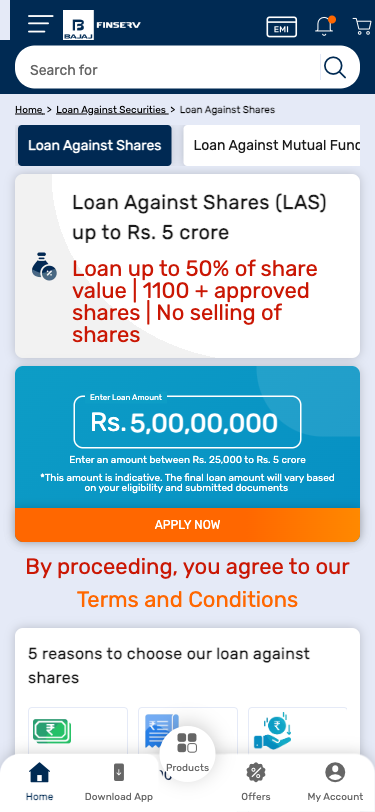 B
BAJAJ
FINSERV
EMI
Search for
Home > Loan Against Securities > Loan Against Shares
Loan Against Shares
Loan Against Mutual Func
Loan Against Shares (LAS)
up to Rs. 5 crore
Loan up to 50% of share
value | 1100 + approved
shares | No selling of
shares
Enter Loan Amount
Rs. 5,00,00,000
Enter an amount between Rs. 25,000 to Rs. 5 crore
*This amount is indicative. The final loan amount will vary based
on your eligibility and submitted documents
APPLY NOW
By proceeding, you agree to our
Terms and Conditions
5 reasons to choose our loan against
shares
Home
Download App
Products
Offers
My Account